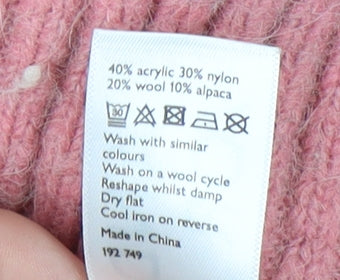 40% acrylic 30% nylon
20% wool 10% alpaca
30
Wash with similar
colours
Wash on a wool cycle
Reshape whilst damp
Dry flat
Cool iron on reverse
Made in China
192 749